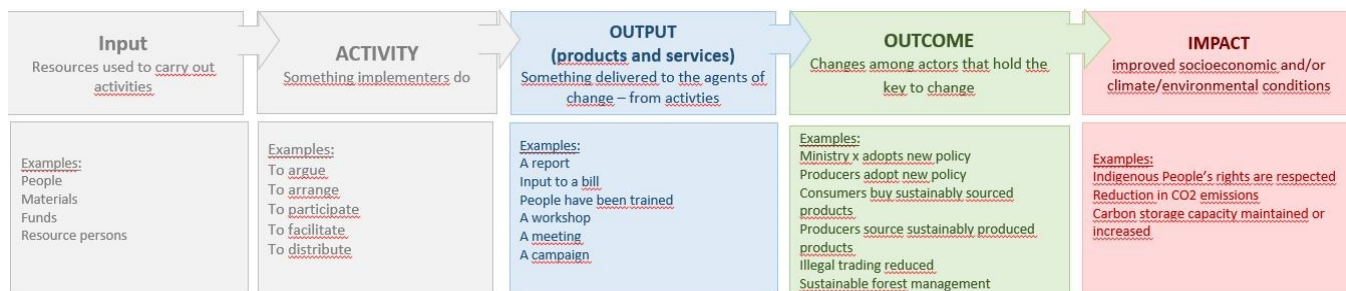 Input
Resources used to carry out
activities
ACTIVITY
Something implementers do
OUTPUT
(products and services)
Something delivered to the agents of
change – from activties
OUTCOME
Changes among actors that hold the
key to change
IMPACT
improved socioeconomic and/or
climate/environmental conditions
Examples:
People
Materials
Funds
Resource persons
Examples:
To argue
To arrange
To participate
To facilitate
To distribute
Examples:
A report
Input to a bill
People have been trained
A workshop
A meeting
A campaign
Examples:
Ministry x adopts new policy
Producers adopt new policy
Consumers buy sustainably sourced
products
Producers source sustainably produced
products
Illegal trading reduced
Sustainable forest management
Examples:
Indigenous People's rights are respected
Reduction in CO2 emissions
Carbon storage capacity maintained or
increased